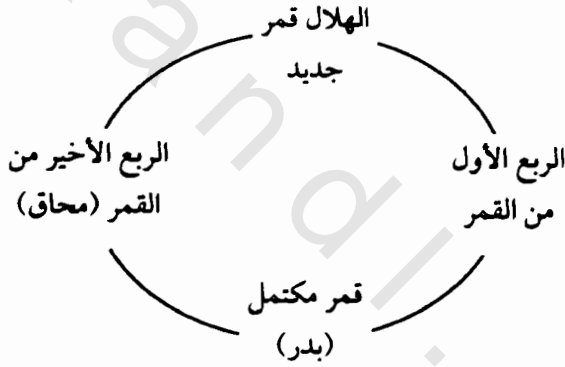 الهلال قمر
جديد
الربع الأول
من القمر
قمر مكتمل
(بدر)
الربع الأخير من
القمر (محاق)